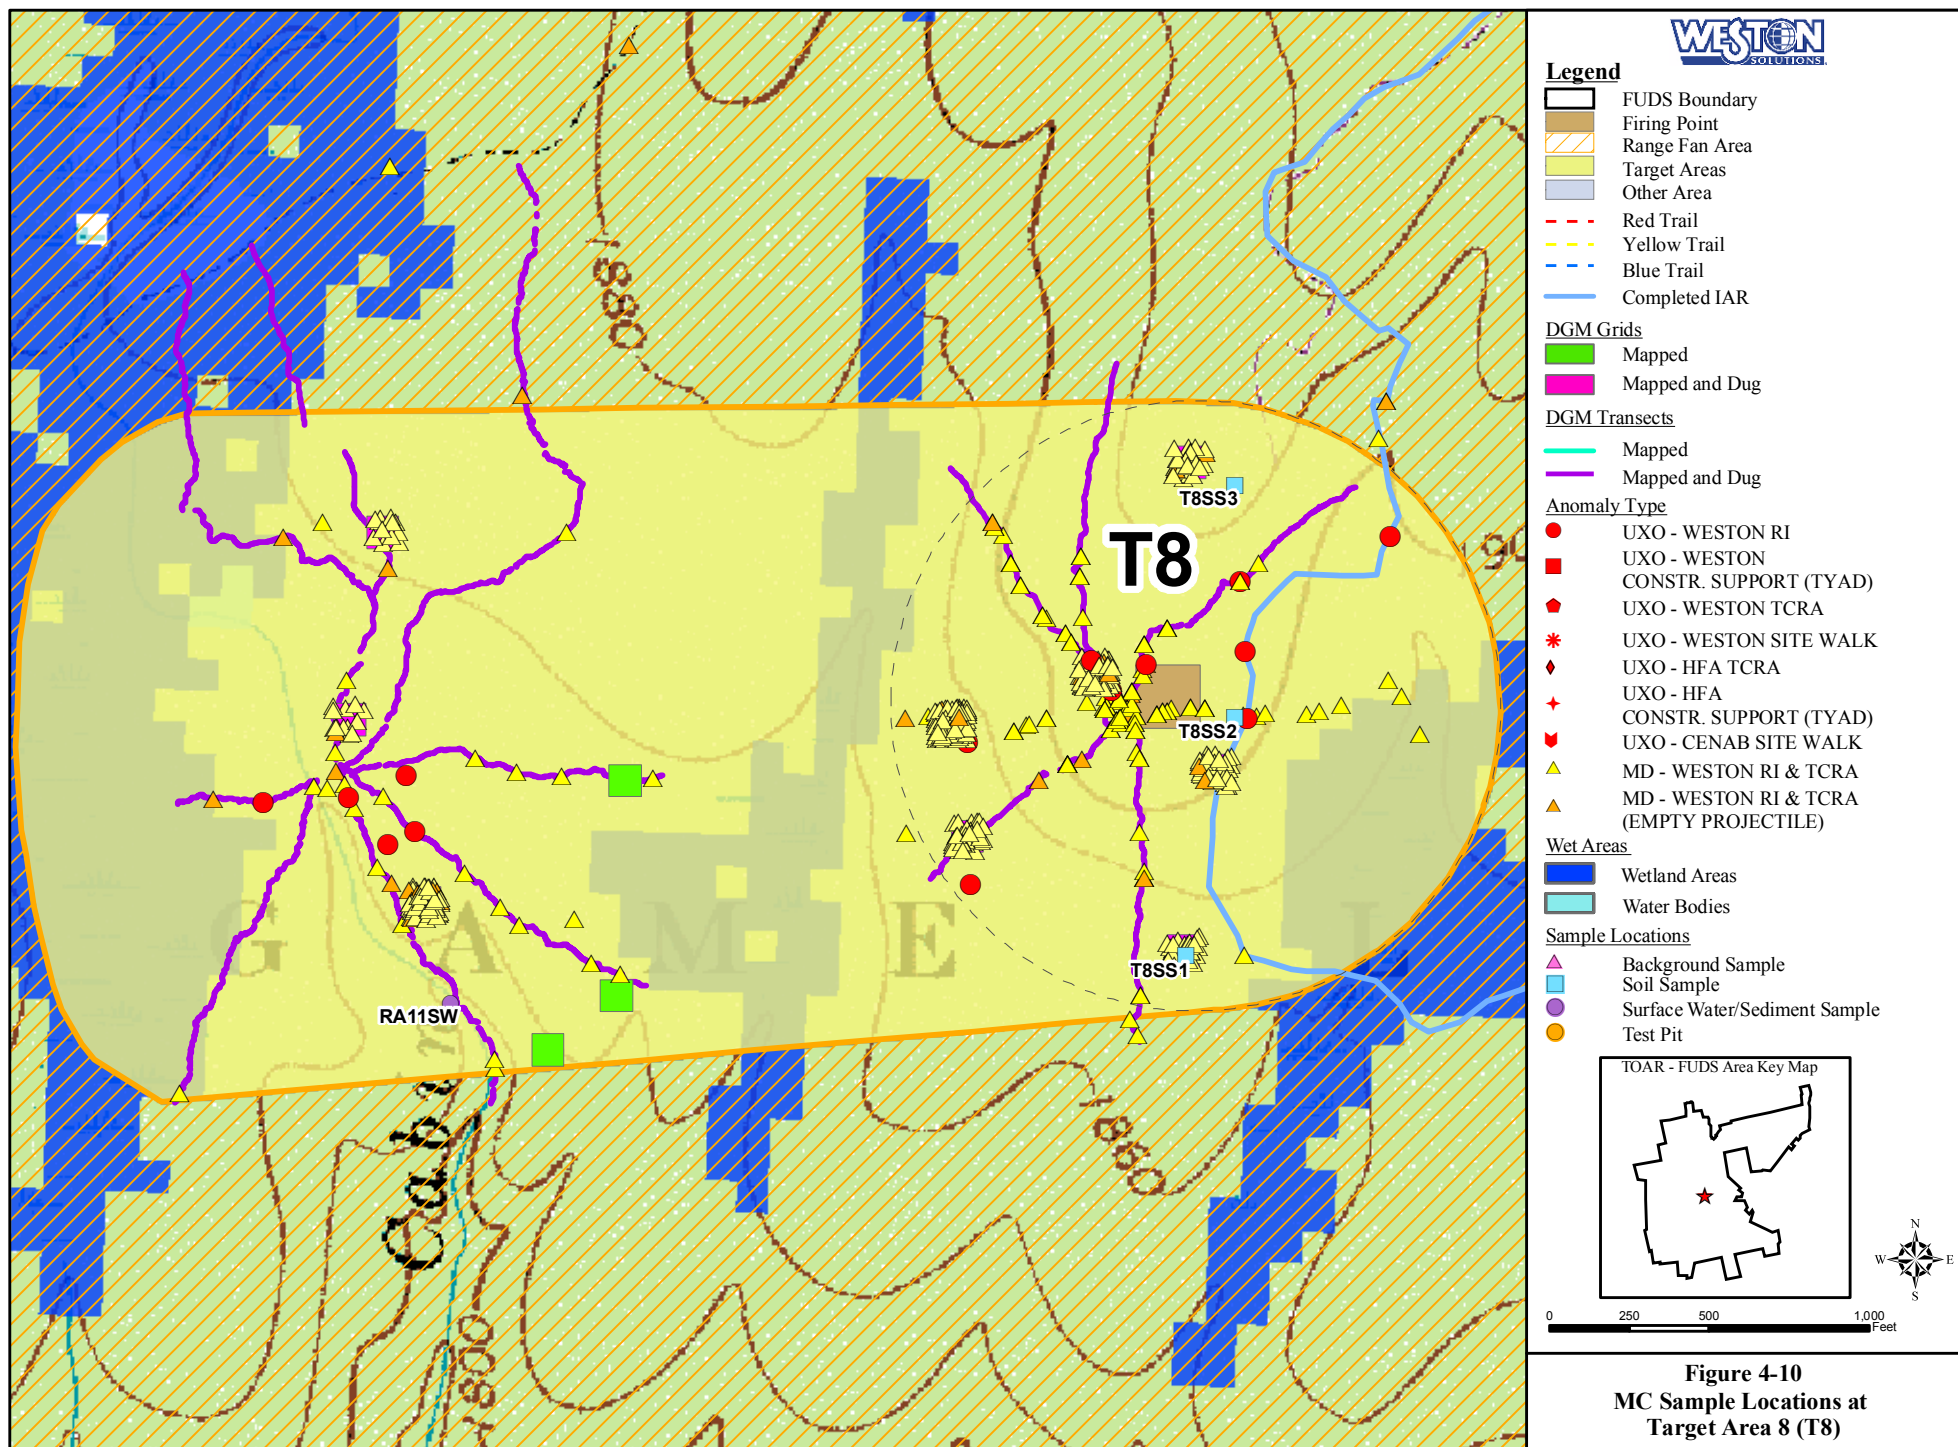 1880
T8SS3
T8
T8SS2
G A M E L
T8SS1
RA11SW
1860
1880
WESTON
SOLUTIONS
Legend
FUDS Boundary
Firing Point
Range Fan Area
Target Areas
Other Area
Red Trail
Yellow Trail
Blue Trail
Completed IAR
DGM Grids
Mapped
Mapped and Dug
DGM Transects
Mapped
Mapped and Dug
Anomaly Type
UXO - WESTON RI
UXO - WESTON
CONSTR. SUPPORT (TYAD)
UXO - WESTON TCRA
UXO - WESTON SITE WALK
UXO - HFA TCRA
UXO - HFA
CONSTR. SUPPORT (TYAD)
UXO - CENAB SITE WALK
MD - WESTON RI & TCRA
MD - WESTON RI & TCRA
(EMPTY PROJECTILE)
Wet Areas
Wetland Areas
Water Bodies
Sample Locations
Background Sample
Soil Sample
Surface Water/Sediment Sample
Test Pit
TOAR - FUDS Area Key Map
N
W E
S
0 250 500 1,000
Feet
Figure 4-10
MC Sample Locations at
Target Area 8 (T8)